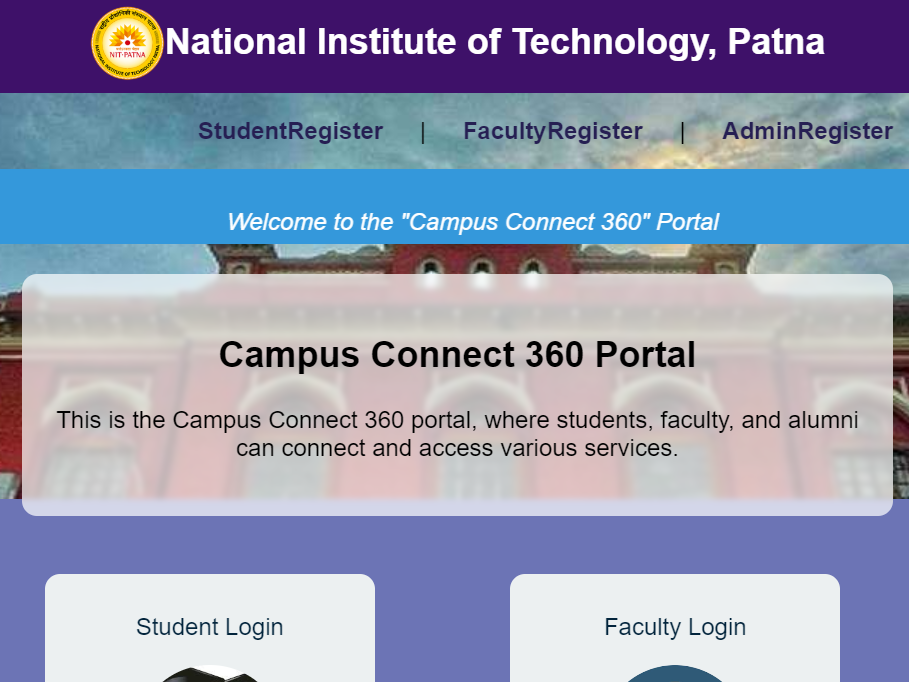 NIT-PATNA
National Institute of Technology, Patna
StudentRegister | FacultyRegister | AdminRegister
Welcome to the "Campus Connect 360" Portal
Campus Connect 360 Portal
This is the Campus Connect 360 portal, where students, faculty, and alumni
can connect and access various services.
Student Login
Faculty Login